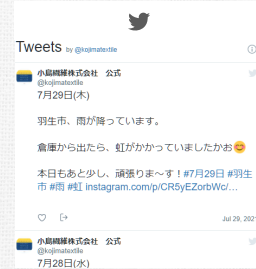 Tweets by @kojimatextile
小島繊維株式会社 公式
@kojimatextile
7月29日(木)
羽生市、雨が降っています。
倉庫から出たら、虹がかかっていましたかお😊
本日もあと少し、頑張りま〜す！#7月29日 #羽生
市 #雨 #虹 instagram.com/p/CR5yEZorbWc/…
Jul 29, 2021
小島繊維株式会社 公式
@kojimatextile
7月28日(水)